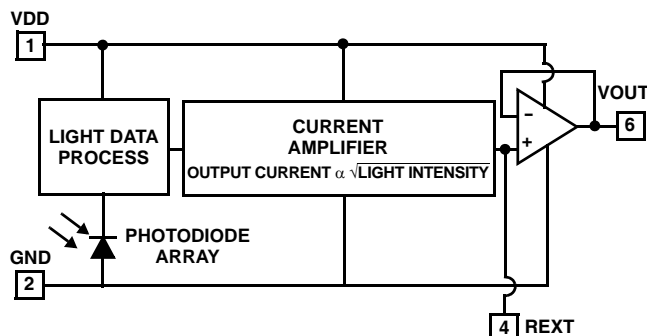 VDD
1
LIGHT DATA
PROCESS
CURRENT
AMPLIFIER
OUTPUT CURRENT α √LIGHT INTENSITY
−
+
VOUT
6
PHOTODIODE
ARRAY
GND
2
4 REXT